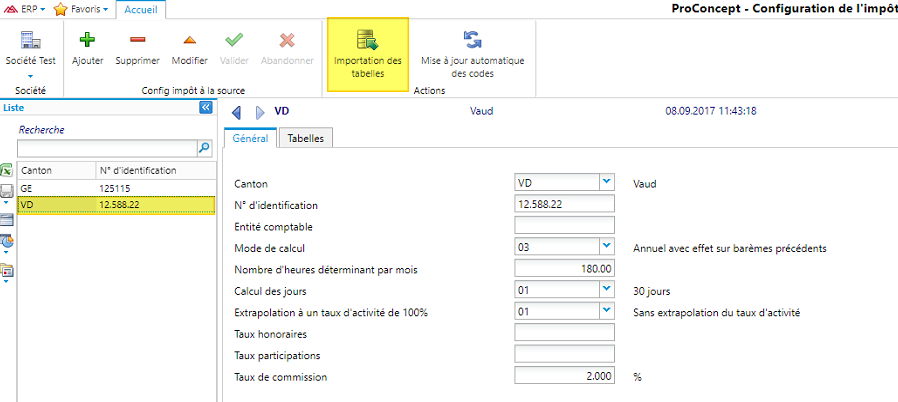 ERP Favoris Accueil ProConcept - Configuration de l'impôt
Société Test Ajouter Supprimer Modifier Valider Abandonner Importation des tabelles Mise à jour automatique des codes
Société Config impôt à la source Actions
Liste
Recherche
Canton N° d'identification
GE 125115
VD 12.588.22
VD Vaud 08.09.2017 11:43:18
Général Tabelles
Canton VD Vaud
N° d'identification 12.588.22
Entité comptable
Mode de calcul 03 Annuel avec effet sur barèmes précédents
Nombre d'heures déterminant par mois 180.00
Calcul des jours 01 30 jours
Extrapolation à un taux d'activité de 100% 01 Sans extrapolation du taux d'activité
Taux honoraires
Taux participations
Taux de commission 2.000 %